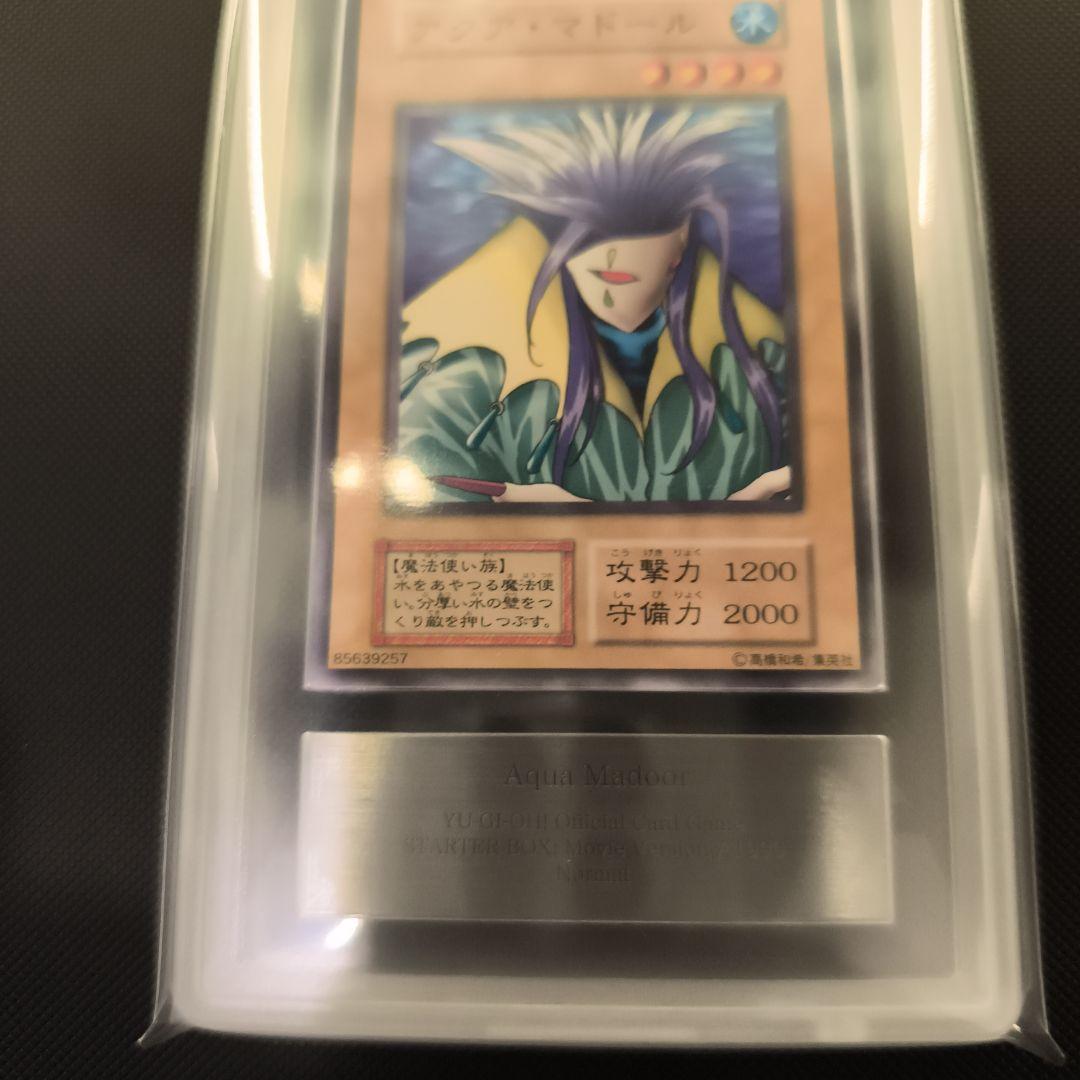 アクア・マドール
水
【魔法使い族】
水をあやつる魔法使
い。分厚い水の壁をつ
くり敵を押しつぶす。
こう げき りょく
攻撃力 1200
しゅ び りょく
守備力 2000
85639257
©高橋和希/集英社
Aqua Madoor
YU-GI-OH! Official Card Game
STARTER BOX: Movie Version
Normal